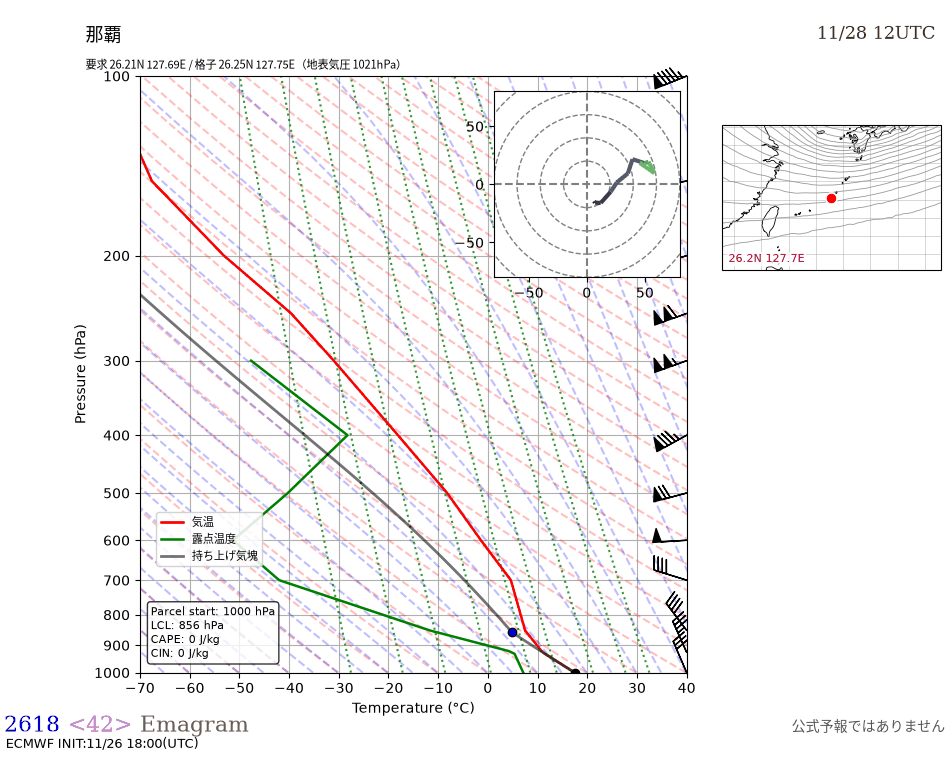 那覇
11/28 12UTC
要求 26.21N 127.69E / 格子 26.25N 127.75E（地表気圧 1021hPa）
100
200
300
400
500
600
700
800
900
1000
Pressure (hPa)
50
0
−50
−50
0
50
26.2N 127.7E
気温
露点温度
持ち上げ気塊
Parcel start: 1000 hPa
LCL: 856 hPa
CAPE: 0 J/kg
CIN: 0 J/kg
−70
−60
−50
−40
−30
−20
−10
0
10
20
30
40
Temperature (°C)
2618 <42> Emagram
公式予報ではありません
ECMWF INIT:11/26 18:00(UTC)